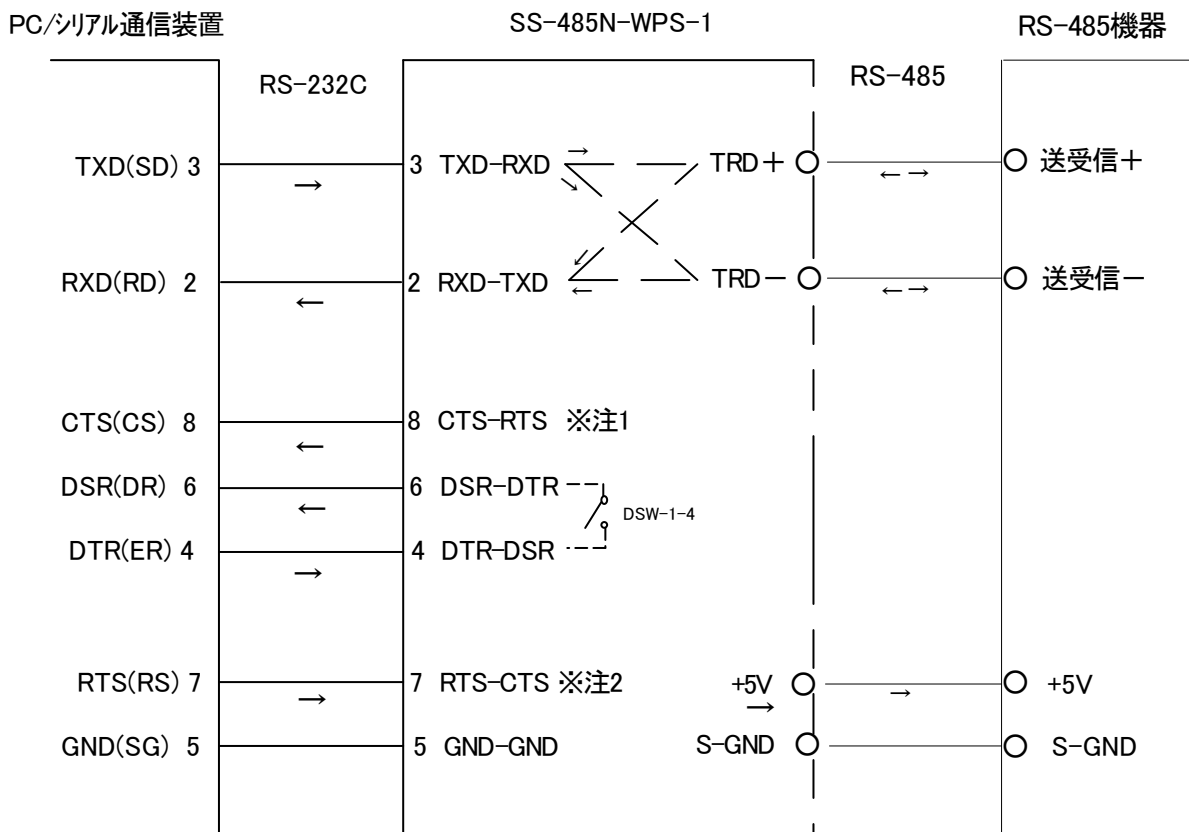 PC/シリアル通信装置 SS-485N-WPS-1 RS-485機器
RS-232C RS-485
TXD(SD) 3 → 3 TXD-RXD → TRD+ ←→ 送受信+
RXD(RD) 2 ← 2 RXD-TXD ← TRD− ←→ 送受信−
CTS(CS) 8 ← 8 CTS-RTS ※注1
DSR(DR) 6 ← 6 DSR-DTR
DSW-1-4
DTR(ER) 4 → 4 DTR-DSR
RTS(RS) 7 → 7 RTS-CTS ※注2 +5V → +5V
GND(SG) 5 5 GND-GND S-GND S-GND